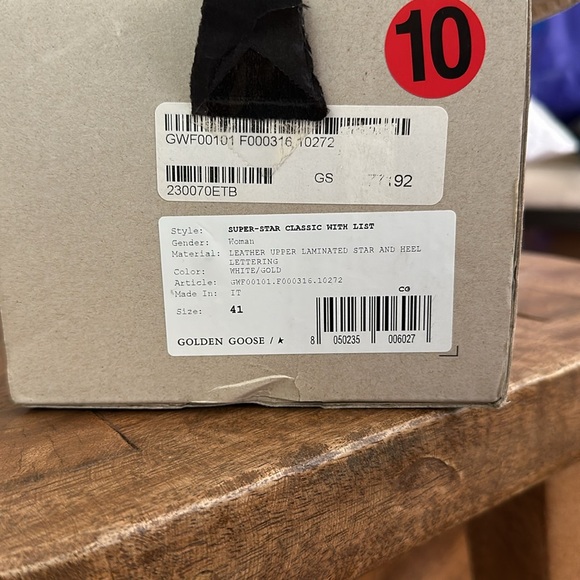 10
GWF00101 F000316.10272
230070ETB GS 192
Style: SUPER-STAR CLASSIC WITH LIST
Gender: Woman
Material: LEATHER UPPER LAMINATED STAR AND HEEL
LETTERING
Color: WHITE/GOLD
Article: GWF00101.F000316.10272
Made In: IT
CG
Size: 41
GOLDEN GOOSE / ★
8 050235 006027